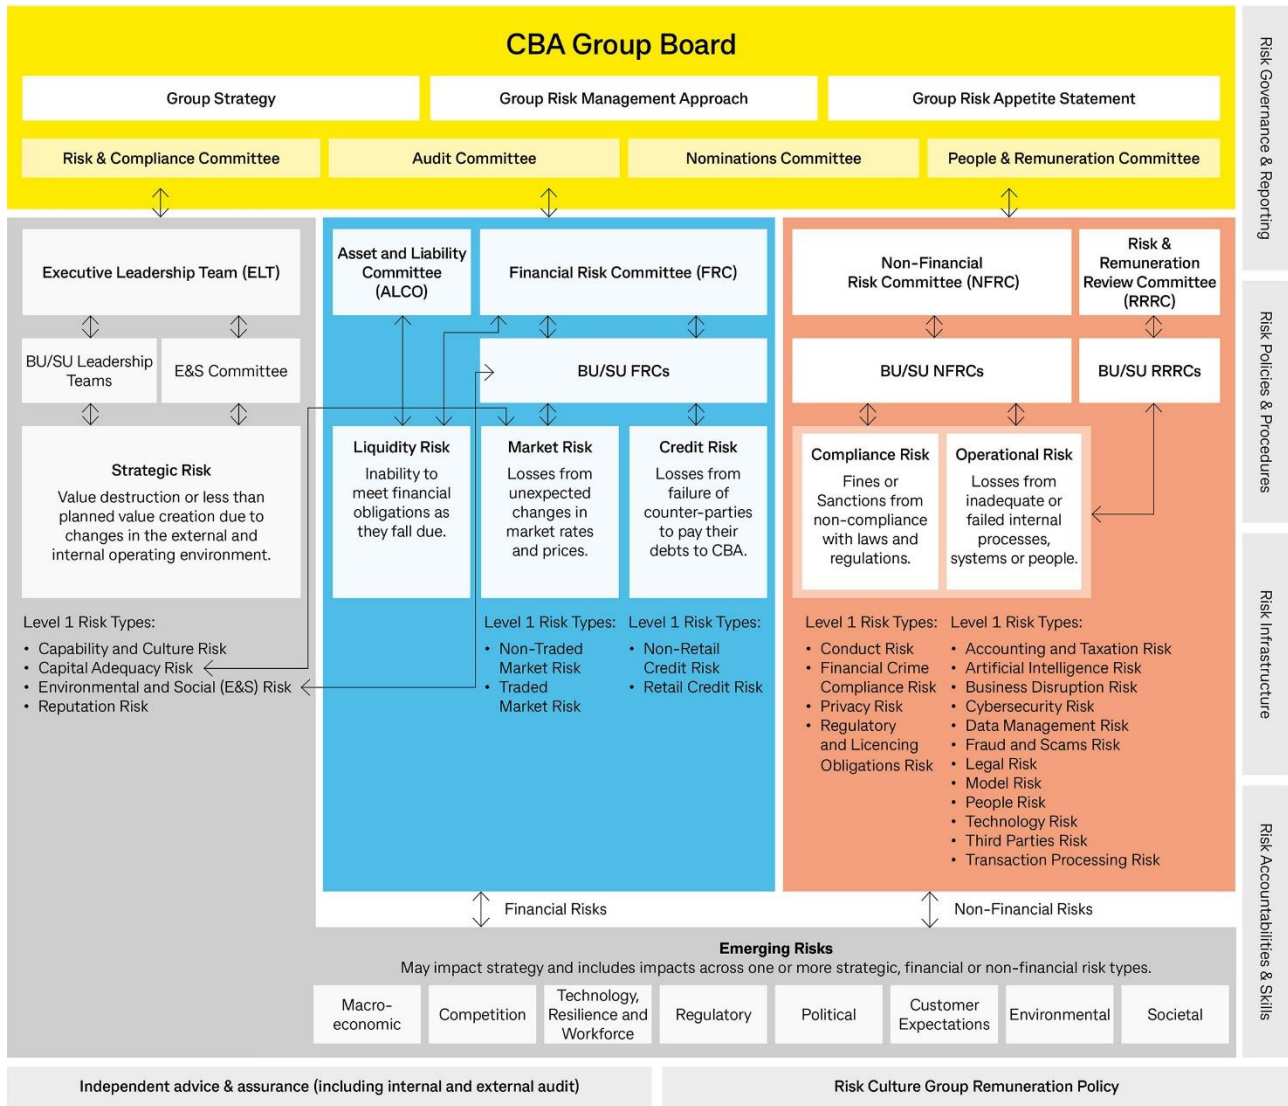 CBA Group Board
Group Strategy
Group Risk Management Approach
Group Risk Appetite Statement
Risk & Compliance Committee
Audit Committee
Nominations Committee
People & Remuneration Committee
Executive Leadership Team (ELT)
BU/SU Leadership
Teams
E&S Committee
Strategic Risk
Value destruction or less than
planned value creation due to
changes in the external and
internal operating environment.
Level 1 Risk Types:
• Capability and Culture Risk
• Capital Adequacy Risk
• Environmental and Social (E&S) Risk
• Reputation Risk
Asset and Liability
Committee
(ALCO)
Financial Risk Committee (FRC)
BU/SU FRCs
Liquidity Risk
Inability to
meet financial
obligations as
they fall due.
Market Risk
Losses from
unexpected
changes in
market rates
and prices.
Credit Risk
Losses from
failure of
counter-parties
to pay their
debts to CBA.
Level 1 Risk Types:
• Non-Traded
Market Risk
• Traded
Market Risk
Level 1 Risk Types:
• Non-Retail
Credit Risk
• Retail Credit Risk
Non-Financial
Risk Committee (NFRC)
Risk &
Remuneration
Review Committee
(RRRC)
BU/SU NFRCs
BU/SU RRRCs
Compliance Risk
Fines or
Sanctions from
non-compliance
with laws and
regulations.
Operational Risk
Losses from
inadequate or
failed internal
processes,
systems or people.
Level 1 Risk Types:
• Conduct Risk
• Financial Crime
Compliance Risk
• Privacy Risk
• Regulatory
and Licencing
Obligations Risk
Level 1 Risk Types:
• Accounting and Taxation Risk
• Artificial Intelligence Risk
• Business Disruption Risk
• Cybersecurity Risk
• Data Management Risk
• Fraud and Scams Risk
• Legal Risk
• Model Risk
• People Risk
• Technology Risk
• Third Parties Risk
• Transaction Processing Risk
Financial Risks
Non-Financial Risks
Emerging Risks
May impact strategy and includes impacts across one or more strategic, financial or non-financial risk types.
Macro-
economic
Competition
Technology,
Resilience and
Workforce
Regulatory
Political
Customer
Expectations
Environmental
Societal
Independent advice & assurance (including internal and external audit)
Risk Culture Group Remuneration Policy
Risk Governance & Reporting
Risk Policies & Procedures
Risk Infrastructure
Risk Accountabilities & Skills